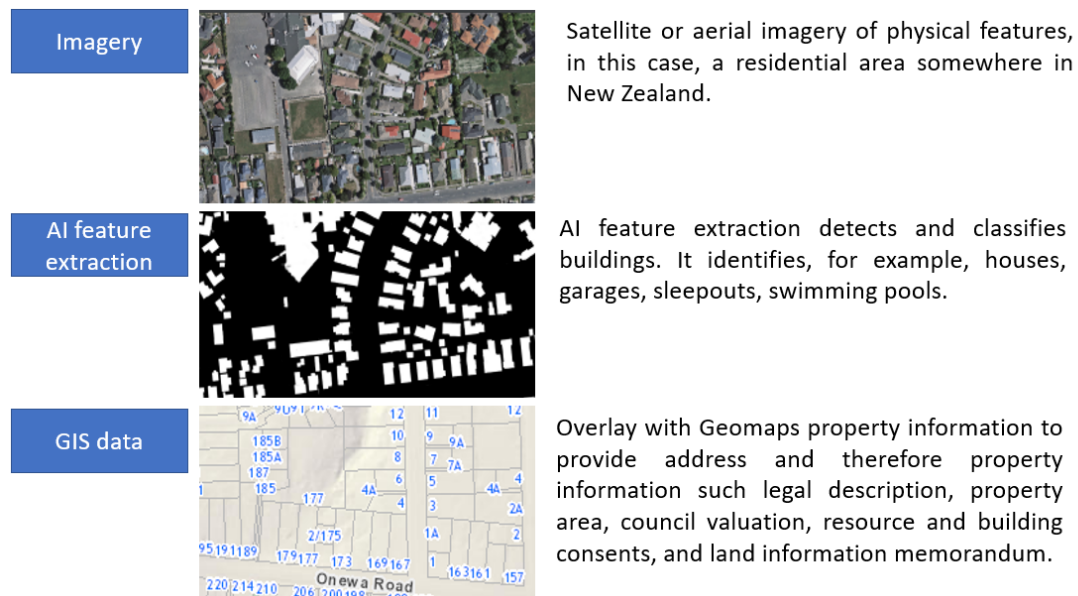 Imagery
Satellite or aerial imagery of physical features,
in this case, a residential area somewhere in
New Zealand.
AI feature
extraction
AI feature extraction detects and classifies
buildings. It identifies, for example, houses,
garages, sleepouts, swimming pools.
GIS data
Overlay with Geomaps property information to
provide address and therefore property
information such legal description, property
area, council valuation, resource and building
consents, and land information memorandum.
9A 12 11 12
185B 10 9 9A
185A 8 7 7A
187 6 5 4
185 4A 4A
177 4 3 2A
2/175 1A 2
189 179 177 173 169 167 1 163 161 157
Onewa Road
220 214 210 206 200 198